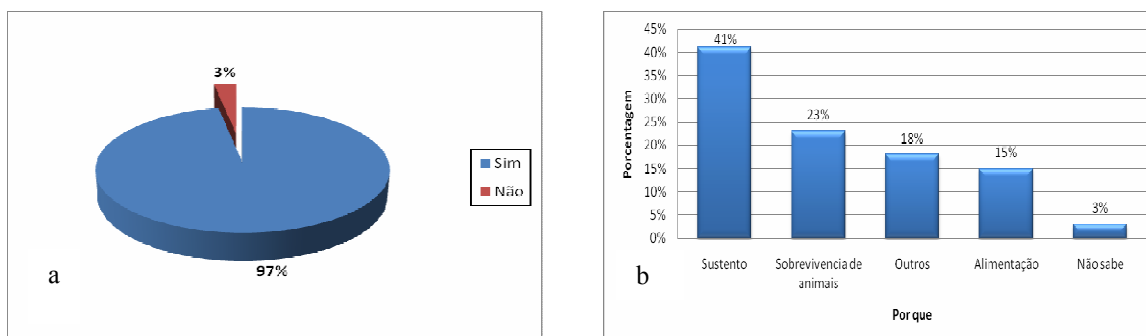 3%
97%
Sim
Não
a
45%
40%
35%
30%
25%
20%
15%
10%
5%
0%
Porcentagem
41%
23%
18%
15%
3%
Sustento
Sobrevivencia de
animais
Outros
Alimentação
Não sabe
Por que
b